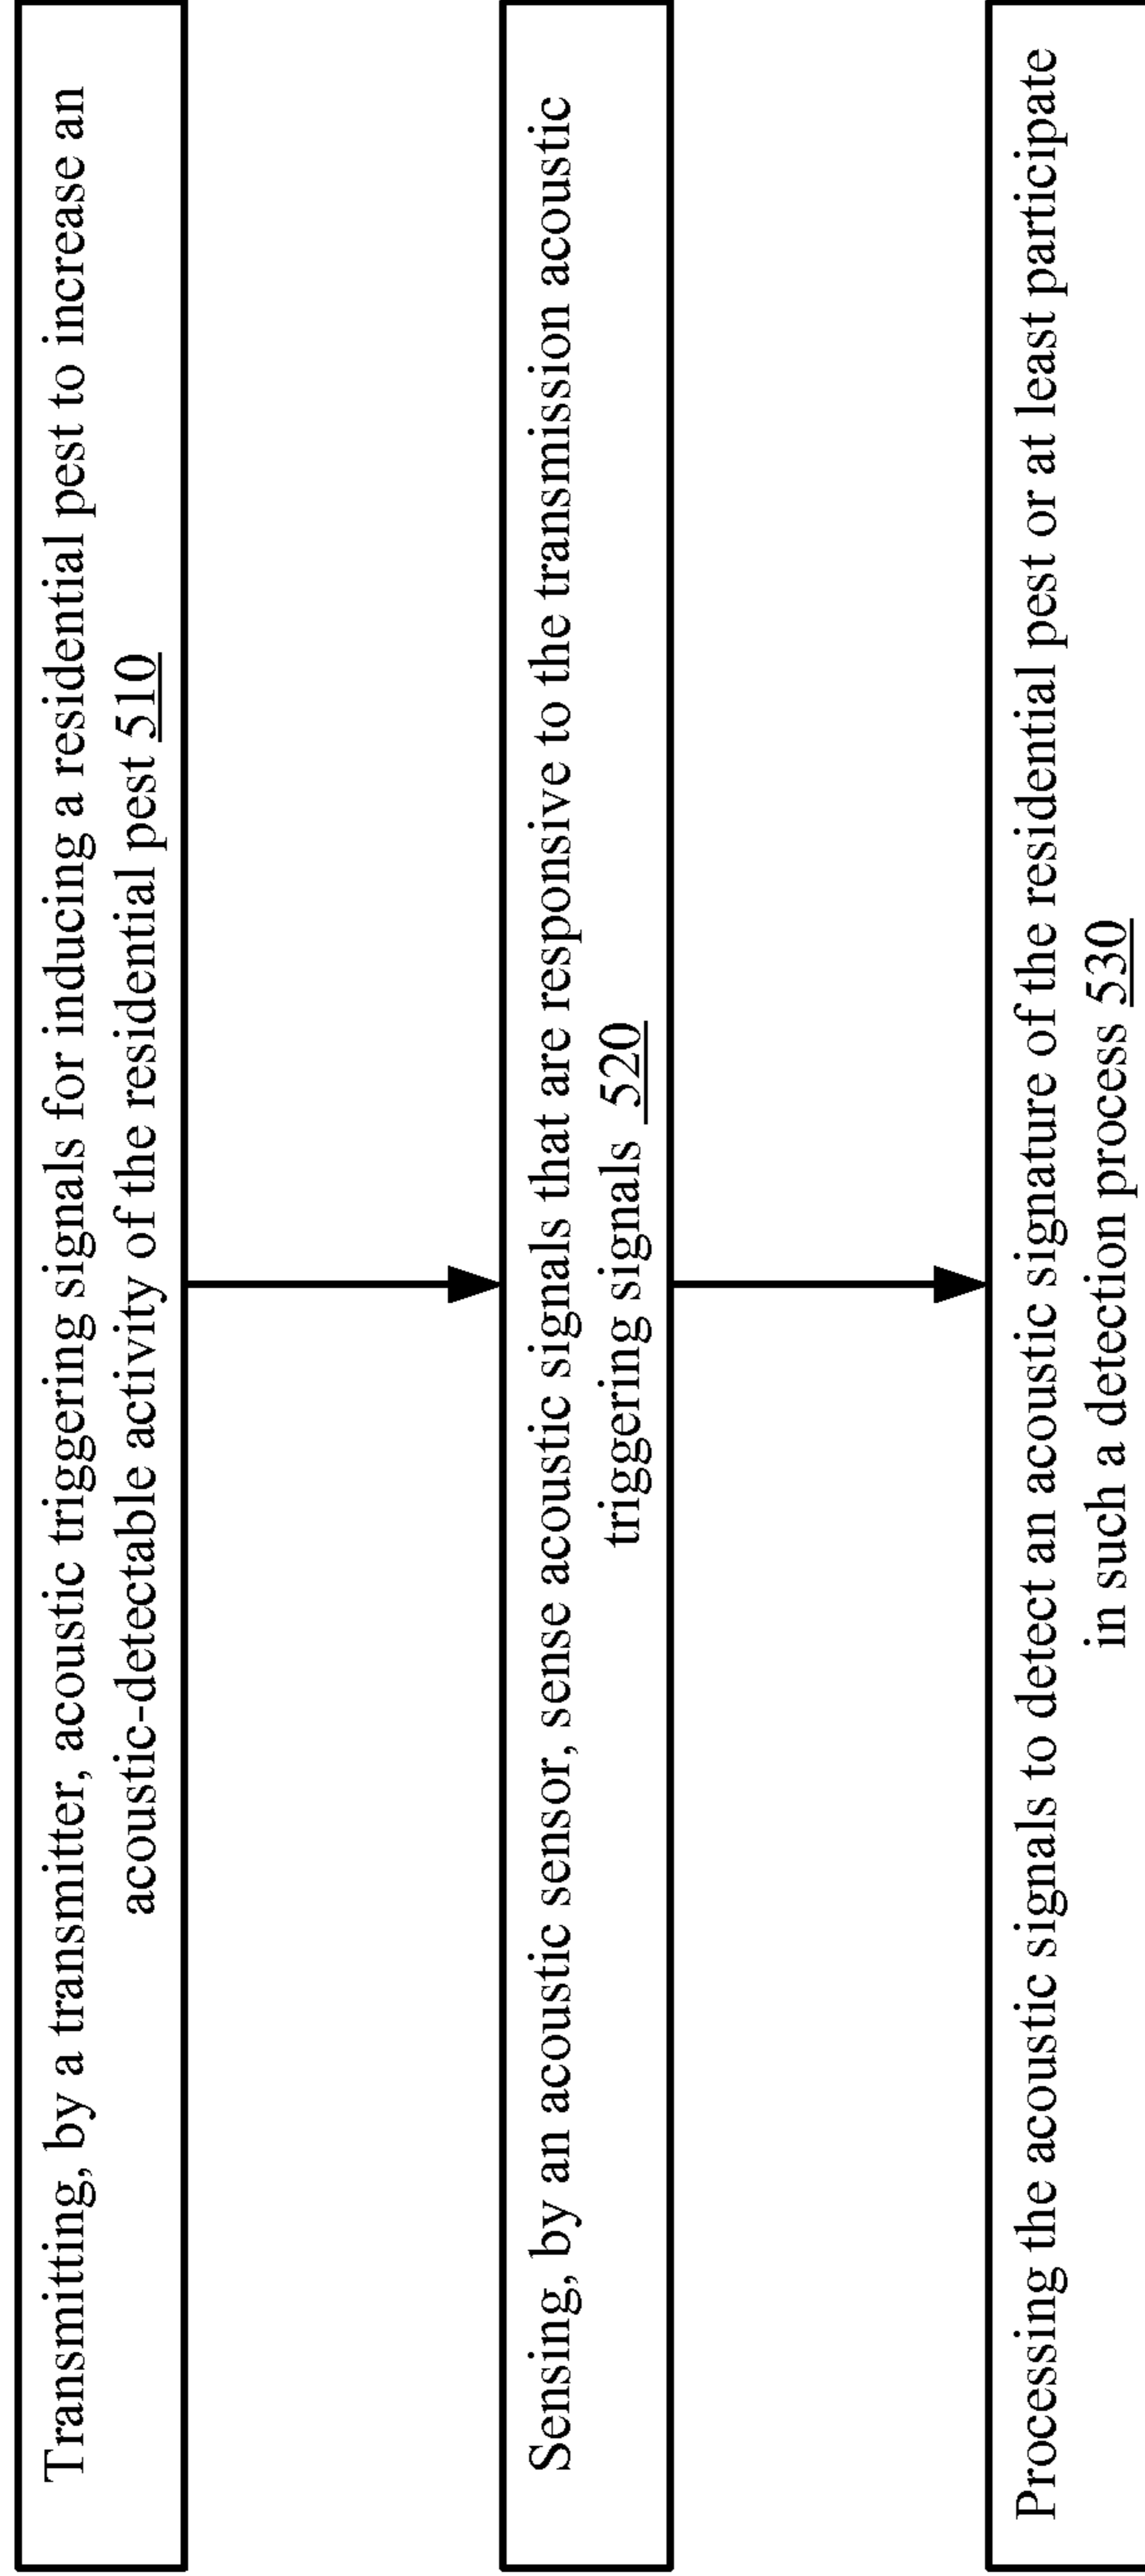 Transmitting, by a transmitter, acoustic triggering signals for inducing a residential pest to increase an
acoustic-detectable activity of the residential pest 510
Sensing, by an acoustic sensor, sense acoustic signals that are responsive to the transmission acoustic
triggering signals 520
Processing the acoustic signals to detect an acoustic signature of the residential pest or at least participate
in such a detection process 530